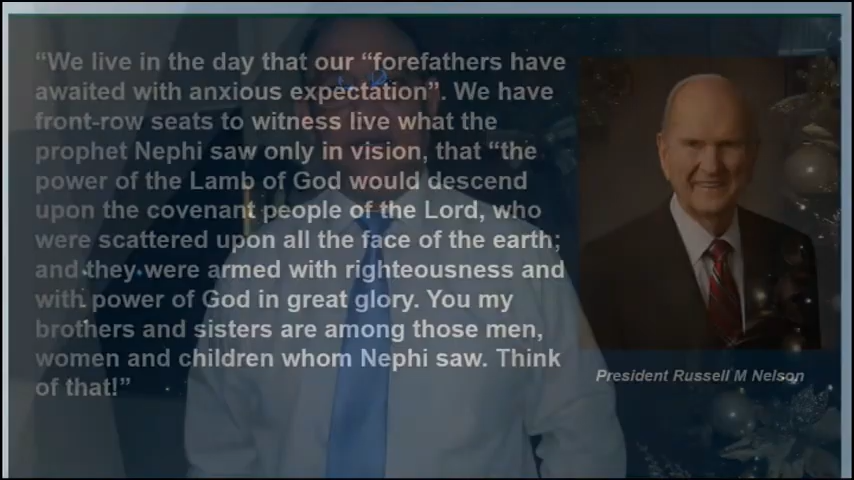 “We live in the day that our “forefathers have
awaited with anxious expectation”. We have
front-row seats to witness live what the
prophet Nephi saw only in vision, that “the
power of the Lamb of God would descend
upon the covenant people of the Lord, who
were scattered upon all the face of the earth;
and they were armed with righteousness and
with power of God in great glory. You my
brothers and sisters are among those men,
women and children whom Nephi saw. Think
of that!”
President Russell M Nelson